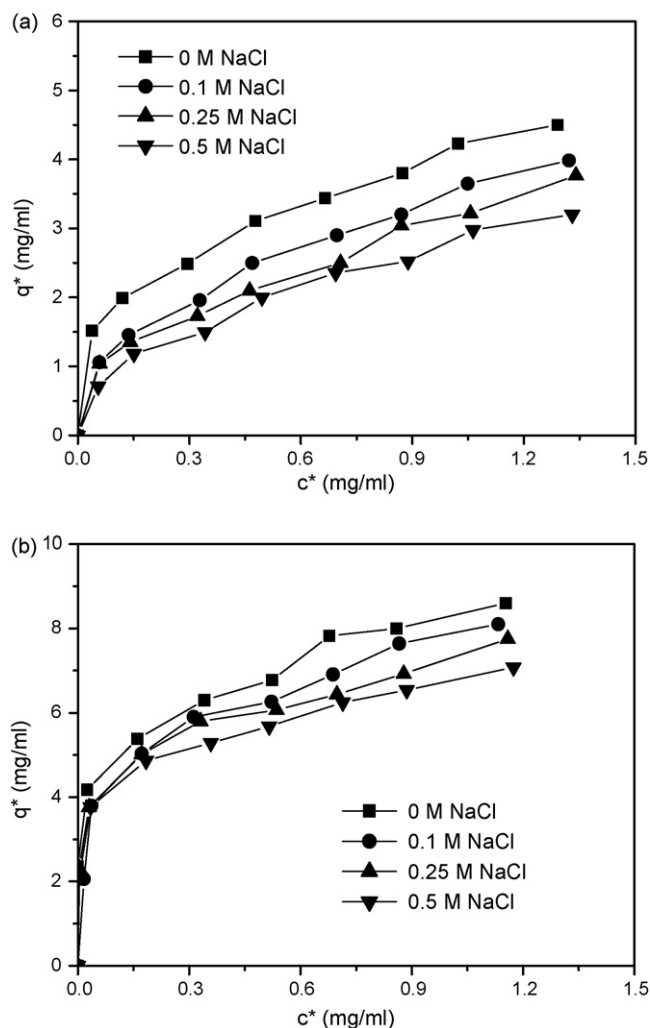 (a)
6
5
4
3
2
1
0
q* (mg/ml)
0 M NaCl
0.1 M NaCl
0.25 M NaCl
0.5 M NaCl
0.0 0.3 0.6 0.9 1.2 1.5
c* (mg/ml)
(b)
10
8
6
4
2
0
q* (mg/ml)
0 M NaCl
0.1 M NaCl
0.25 M NaCl
0.5 M NaCl
0.0 0.3 0.6 0.9 1.2 1.5
c* (mg/ml)